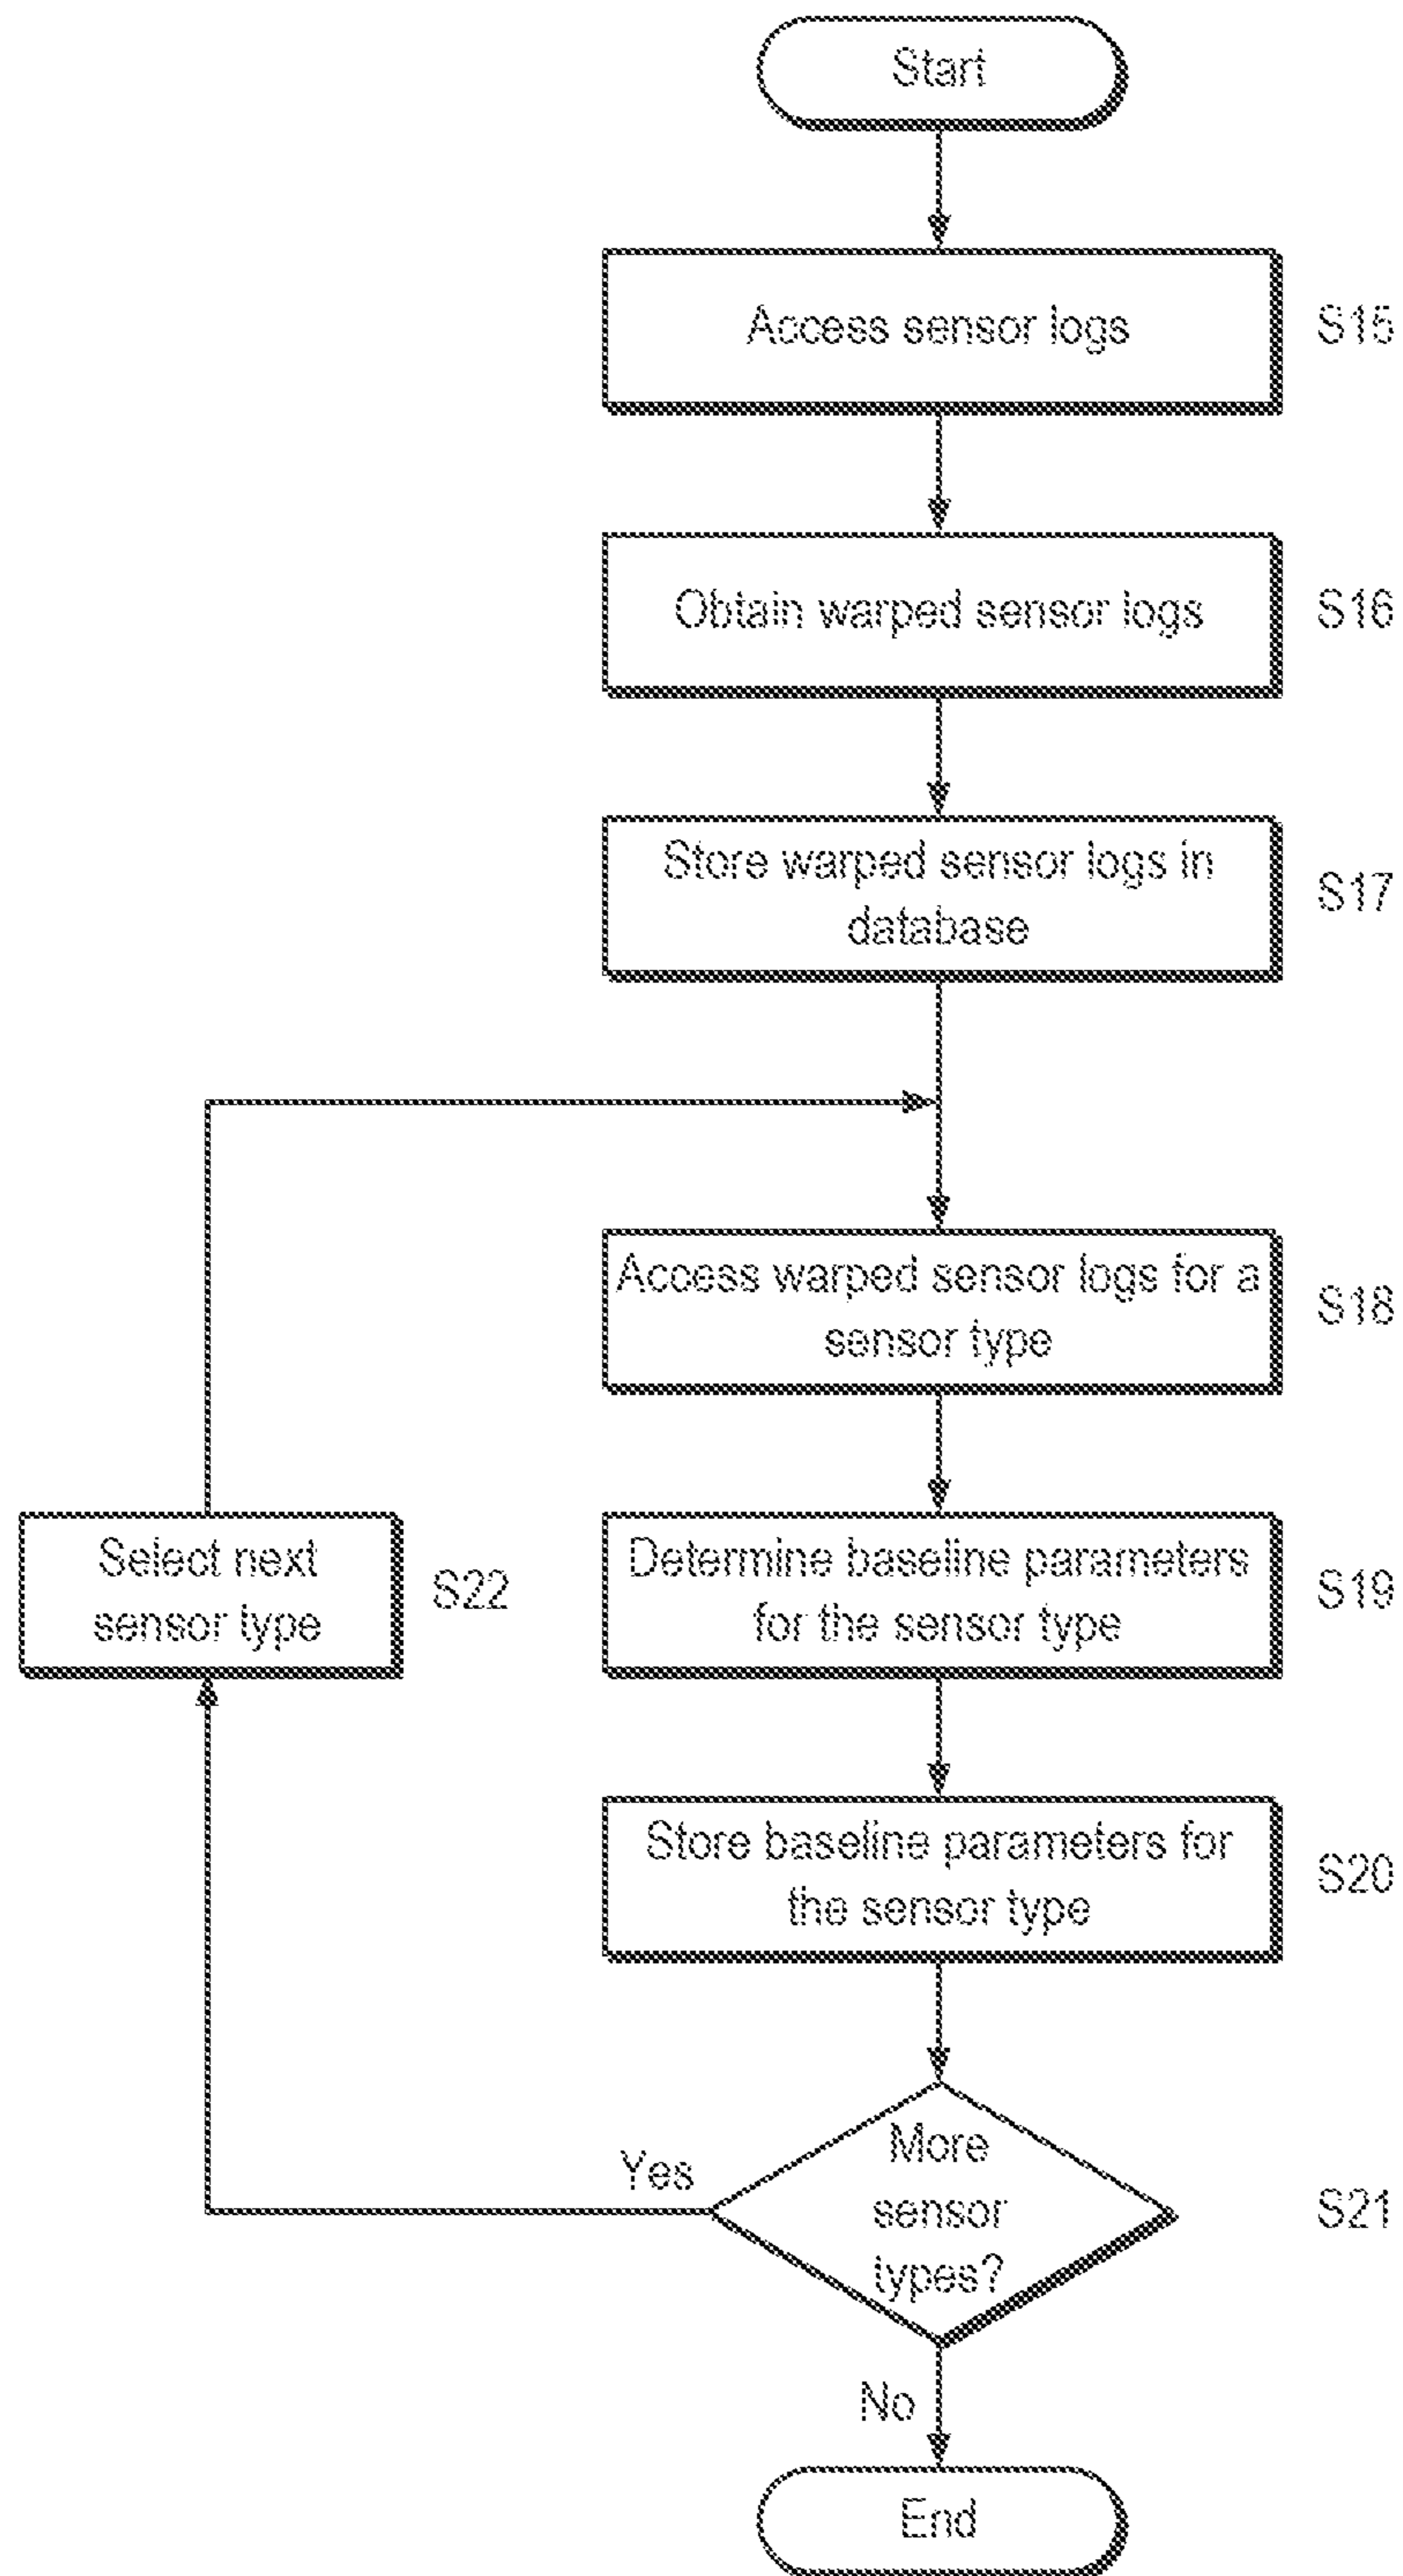 Start
Access sensor logs
S15
Obtain warped sensor logs
S16
Store warped sensor logs in
database
S17
Access warped sensor logs for a
sensor type
S18
Determine baseline parameters
for the sensor type
S19
Select next
sensor type
S22
Store baseline parameters for
the sensor type
S20
More
sensor
types?
S21
Yes
No
End